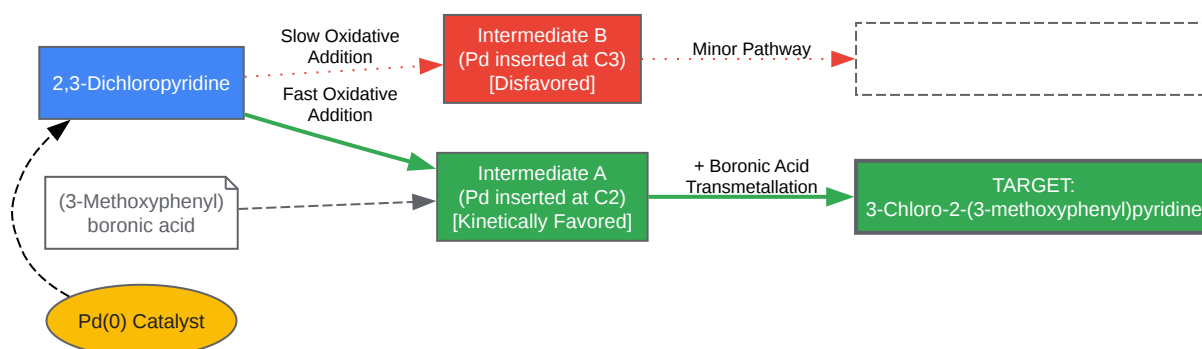 2,3-Dichloropyridine
Slow Oxidative
Addition
Intermediate B
(Pd inserted at C3)
[Disfavored]
Minor Pathway
Fast Oxidative
Addition
(3-Methoxyphenyl)
boronic acid
Intermediate A
(Pd inserted at C2)
[Kinetically Favored]
+ Boronic Acid
Transmetallation
TARGET:
3-Chloro-2-(3-methoxyphenyl)pyridine
Pd(0) Catalyst